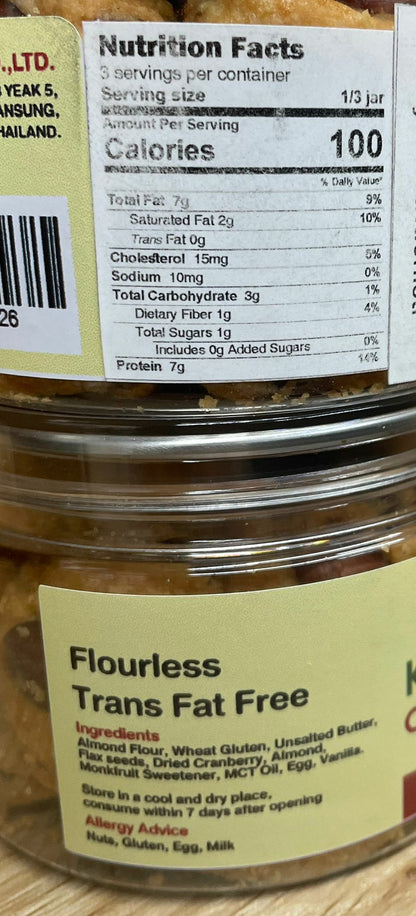 .,LTD.
YEAK 5,
ANSUNG,
HAILAND.
26
Nutrition Facts
3 servings per container
Serving size 1/3 jar
Amount Per Serving
Calories 100
% Daily Value*
Total Fat 7g 9%
Saturated Fat 2g 10%
Trans Fat 0g
Cholesterol 15mg 5%
Sodium 10mg 0%
Total Carbohydrate 3g 1%
Dietary Fiber 1g 4%
Total Sugars 1g
Includes 0g Added Sugars 0%
Protein 7g 14%
Flourless
Trans Fat Free
Ingredients
Almond Flour, Wheat Gluten, Unsalted Butter,
Flax seeds, Dried Cranberry, Almond,
Monkfruit Sweetener, MCT Oil, Egg, Vanilla.
Store in a cool and dry place,
consume within 7 days after opening
Allergy Advice
Nuts, Gluten, Egg, Milk